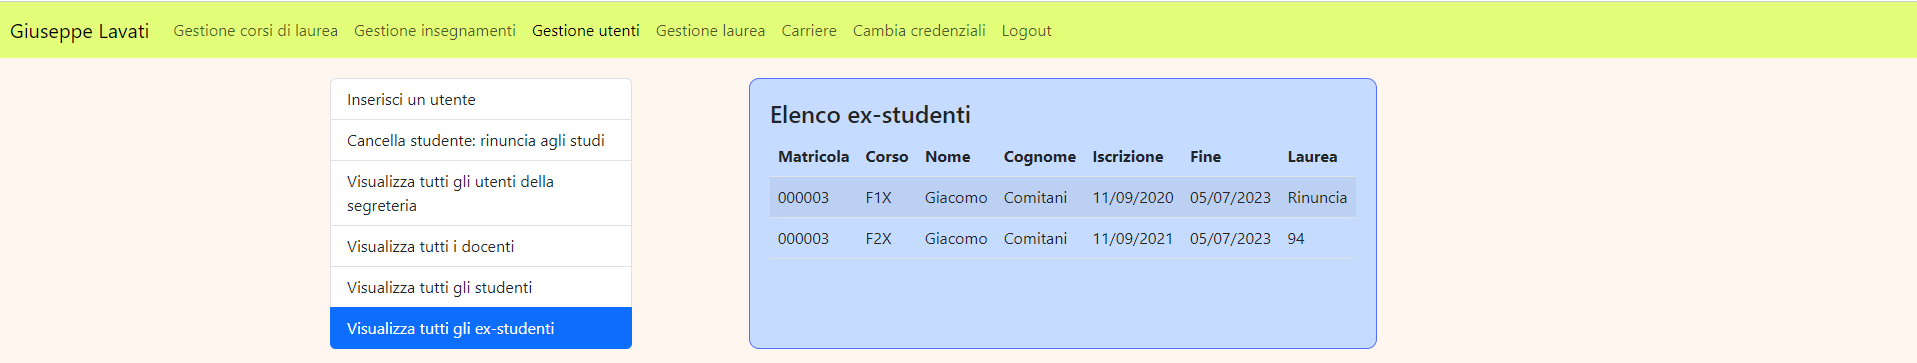 Giuseppe Lavati Gestione corsi di laurea Gestione insegnamenti Gestione utenti Gestione laurea Carriere Cambia credenziali Logout
Inserisci un utente
Cancella studente: rinuncia agli studi
Visualizza tutti gli utenti della
segreteria
Visualizza tutti i docenti
Visualizza tutti gli studenti
Visualizza tutti gli ex-studenti
Elenco ex-studenti
Matricola Corso Nome Cognome Iscrizione Fine Laurea
000003 F1X Giacomo Comitani 11/09/2020 05/07/2023 Rinuncia
000003 F2X Giacomo Comitani 11/09/2021 05/07/2023 94